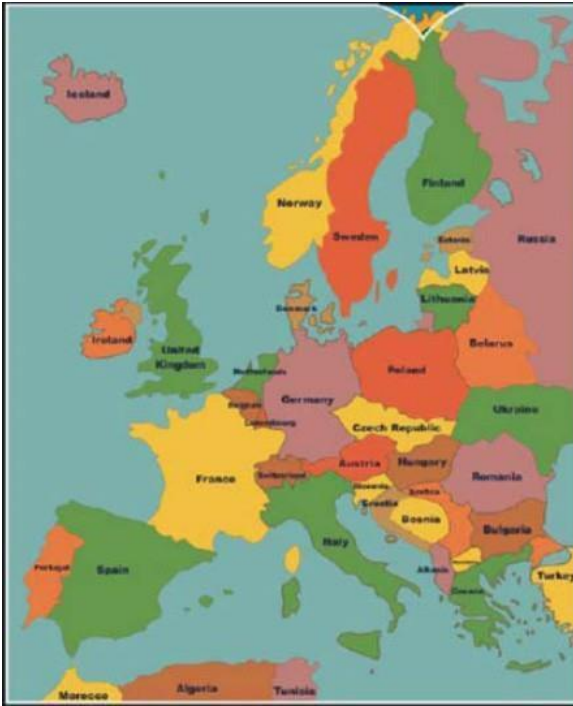 Iceland
Norway
Sweden
Finland
Russia
Estonia
Latvia
Lithuania
Denmark
Ireland
United
Kingdom
Belarus
Netherlands
Poland
Germany
Belgium
Luxembourg
Ukraine
Czech Republic
France
Switzerland
Austria
Hungary
Romania
Slovenia
Serbia
Croatia
Bosnia
Bulgaria
Italy
Portugal
Spain
Albania
Greece
Turkey
Morocco
Algeria
Tunisia